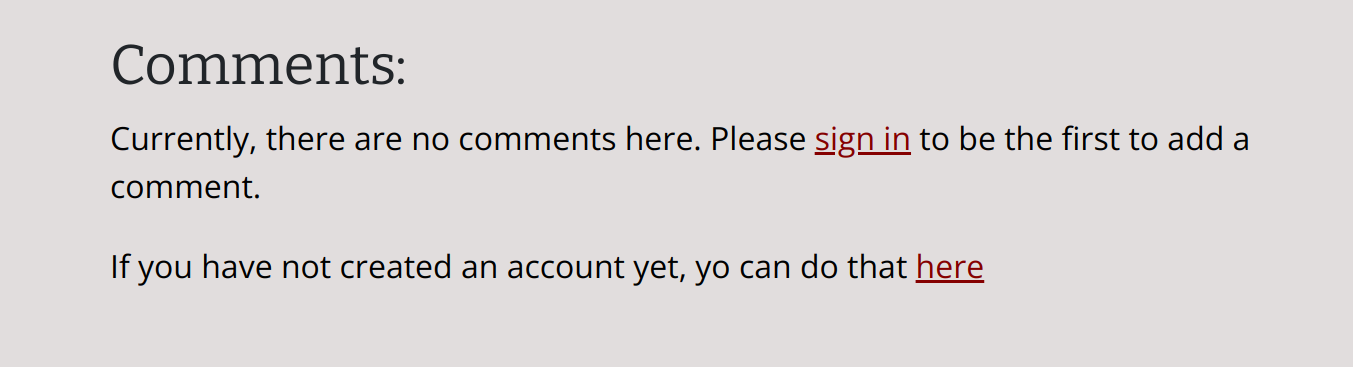 Comments:
Currently, there are no comments here. Please sign in to be the first to add a
comment.
If you have not created an account yet, yo can do that here